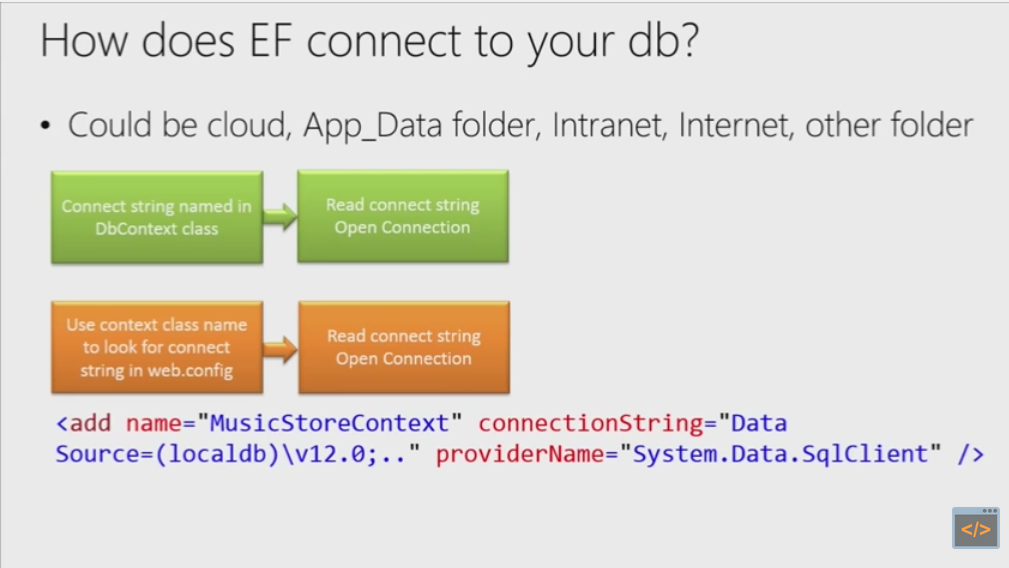 How does EF connect to your db?
• Could be cloud, App_Data folder, Intranet, Internet, other folder
Connect string named in
DbContext class
Read connect string
Open Connection
Use context class name
to look for connect
string in web.config
Read connect string
Open Connection
<add name="MusicStoreContext" connectionString="Data
Source=(localdb)\v12.0;.." providerName="System.Data.SqlClient" />
</>